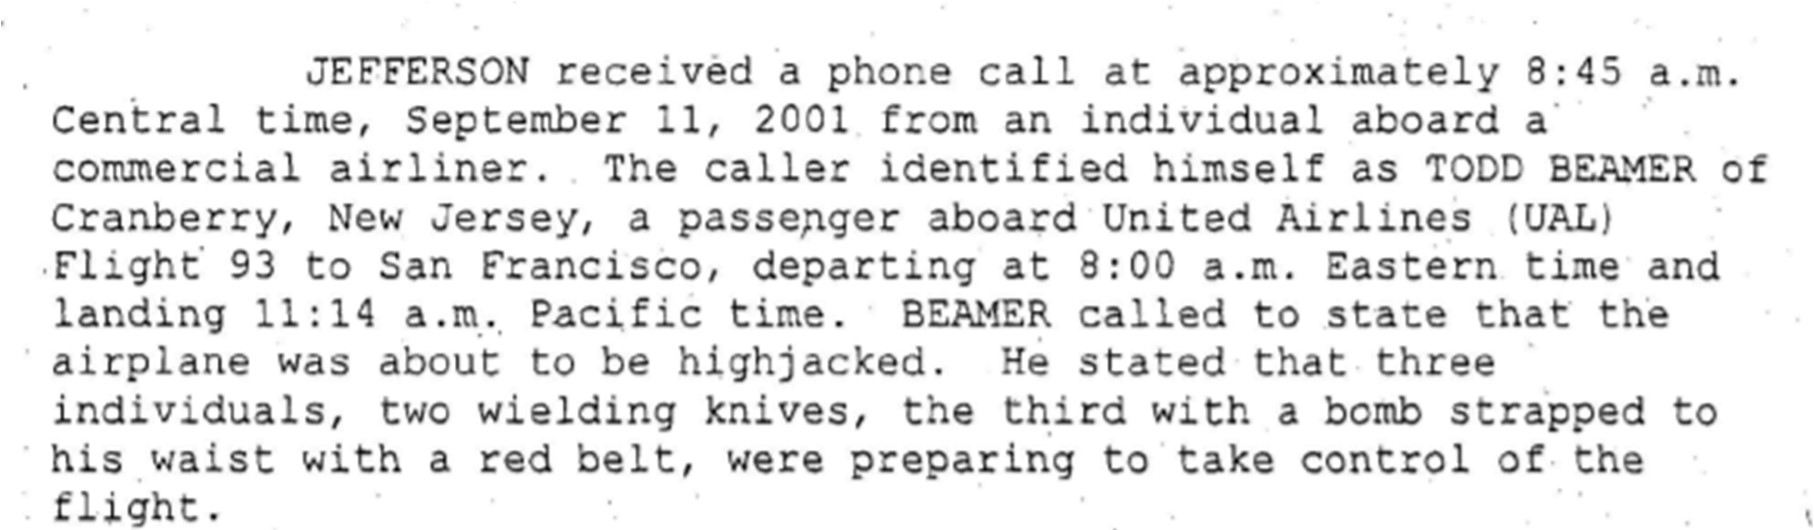 JEFFERSON received a phone call at approximately 8:45 a.m.
Central time, September 11, 2001 from an individual aboard a
commercial airliner. The caller identified himself as TODD BEAMER of
Cranberry, New Jersey, a passenger aboard United Airlines (UAL)
Flight 93 to San Francisco, departing at 8:00 a.m. Eastern time and
landing 11:14 a.m. Pacific time. BEAMER called to state that the
airplane was about to be highjacked. He stated that three
individuals, two wielding knives, the third with a bomb strapped to
his waist with a red belt, were preparing to take control of the
flight.